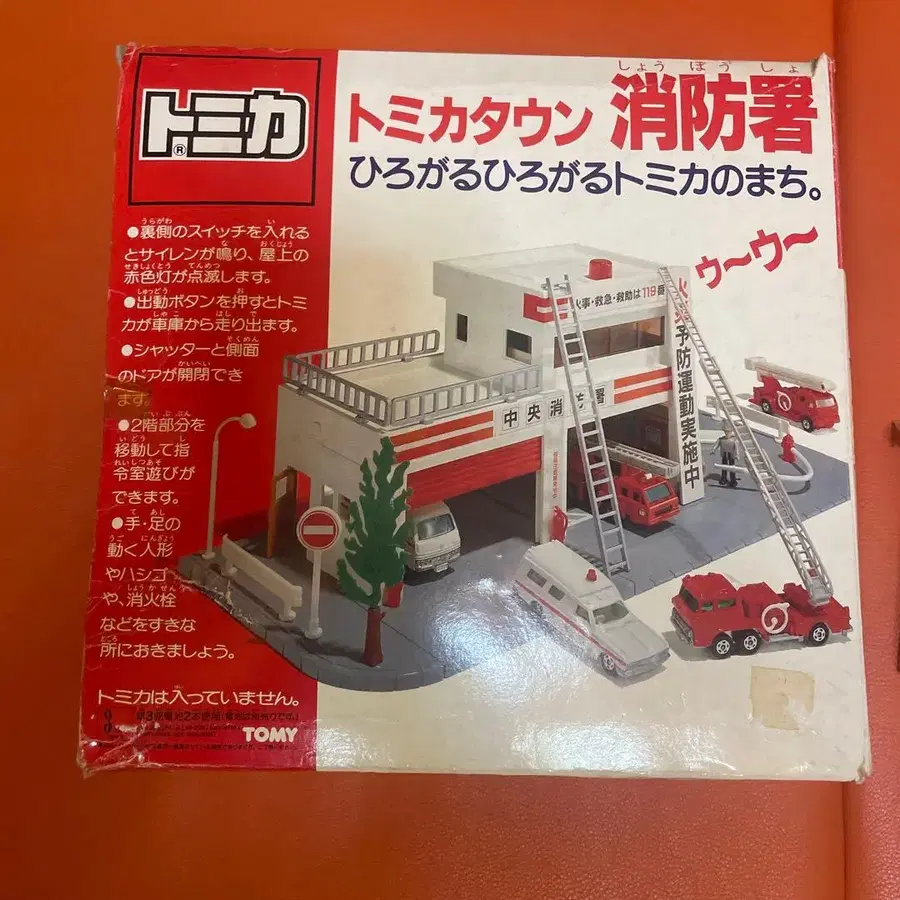 トミカ
®
トミカタウン 消防署
しょう ぼう しょ
ひろがるひろがるトミカのまち。
ウ〜ウ〜
●裏側のスイッチを入れる
とサイレンが鳴り、屋上の
赤色灯が点滅します。
●出動ボタンを押すとトミ
カが車庫から走り出ます。
●シャッターと側面
のドアが開閉でき
ます。
●2階部分を
移動して指
令室遊びが
できます。
●手・足の
動く人形
やハシゴ
や、消火栓
などをすきな
所におきましょう。
トミカは入っていません。
TOMY
火事・救急・救助は119番
中央消防署
火災予防運動実施中